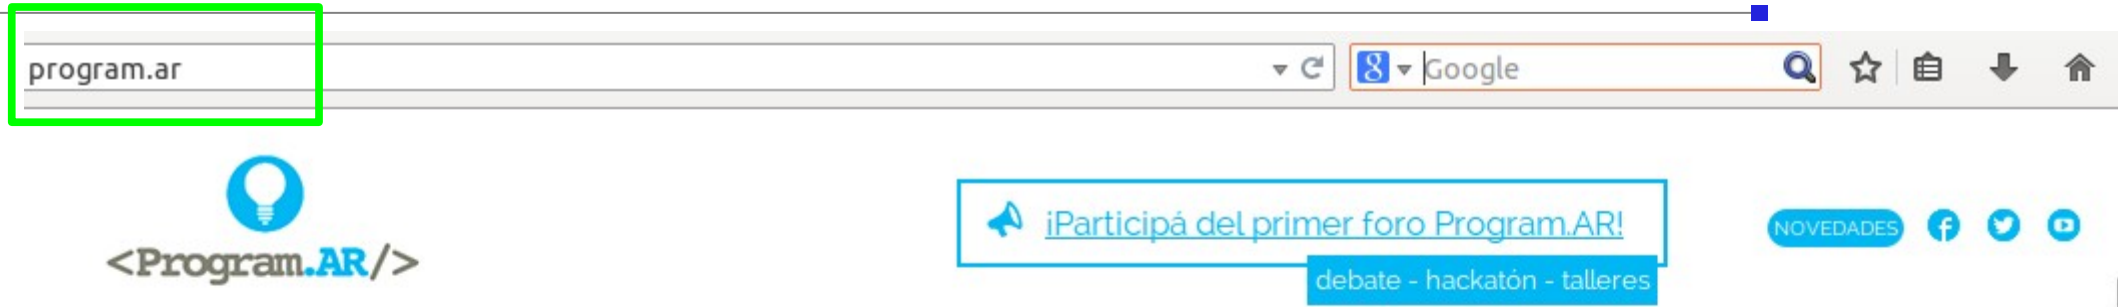 program.ar
Google
¡Participá del primer foro Program.AR!
NOVEDADES
<Program.AR/>
debate - hackatón - talleres